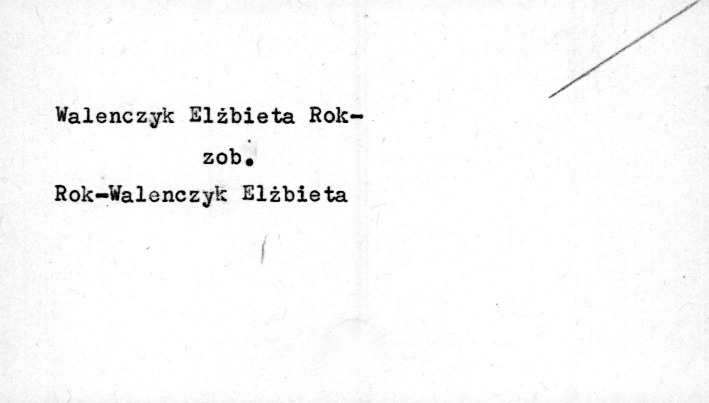 Walenczyk Elżbieta Rok-
zob.
Rok-Walenczyk Elżbieta